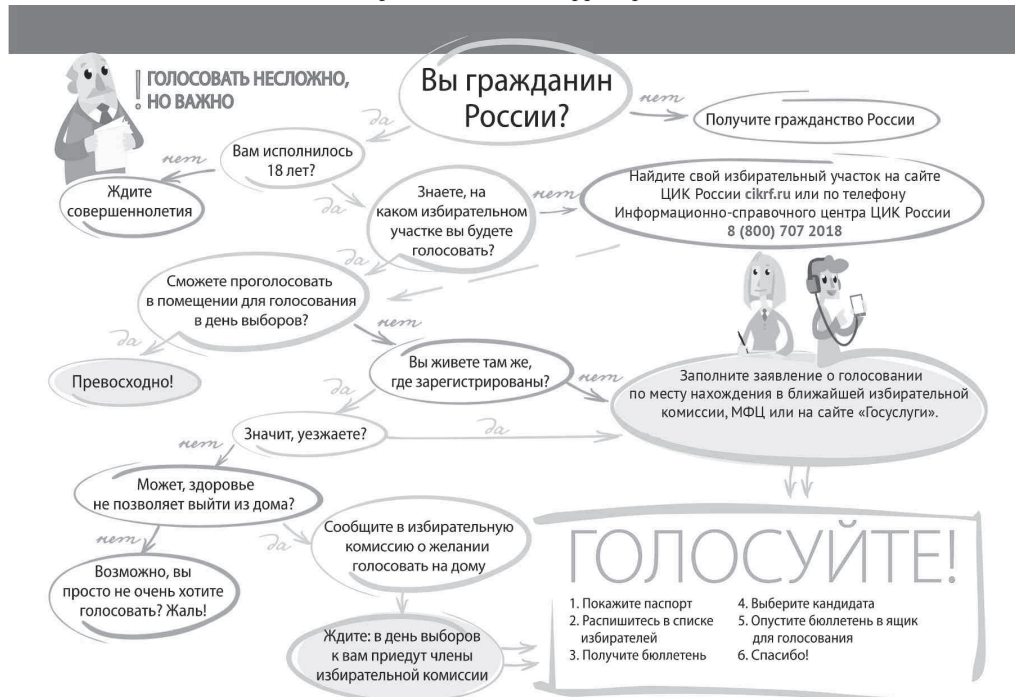 ! ГОЛОСОВАТЬ НЕСЛОЖНО,
НО ВАЖНО
Вы гражданин
России?
нет
Получите гражданство России
да
Вам исполнилось
18 лет?
нет
Ждите
совершеннолетия
да
Знаете, на
каком избирательном
участке вы будете
голосовать?
нет
Найдите свой избирательный участок на сайте
ЦИК России cikrf.ru или по телефону
Информационно-справочного центра ЦИК России
8 (800) 707 2018
да
Сможете проголосовать
в помещении для голосования
в день выборов?
да
Превосходно!
нет
Вы живете там же,
где зарегистрированы?
нет
Заполните заявление о голосовании
по месту нахождения в ближайшей избирательной
комиссии, МФЦ или на сайте «Госуслуги».
да
Значит, уезжаете?
да
нет
Может, здоровье
не позволяет выйти из дома?
нет
Возможно, вы
просто не очень хотите
голосовать? Жаль!
да
Сообщите в избирательную
комиссию о желании
голосовать на дому
Ждите: в день выборов
к вам приедут члены
избирательной комиссии
ГОЛОСУЙТЕ!
1. Покажите паспорт
2. Распишитесь в списке
избирателей
3. Получите бюллетень
4. Выберите кандидата
5. Опустите бюллетень в ящик
для голосования
6. Спасибо!